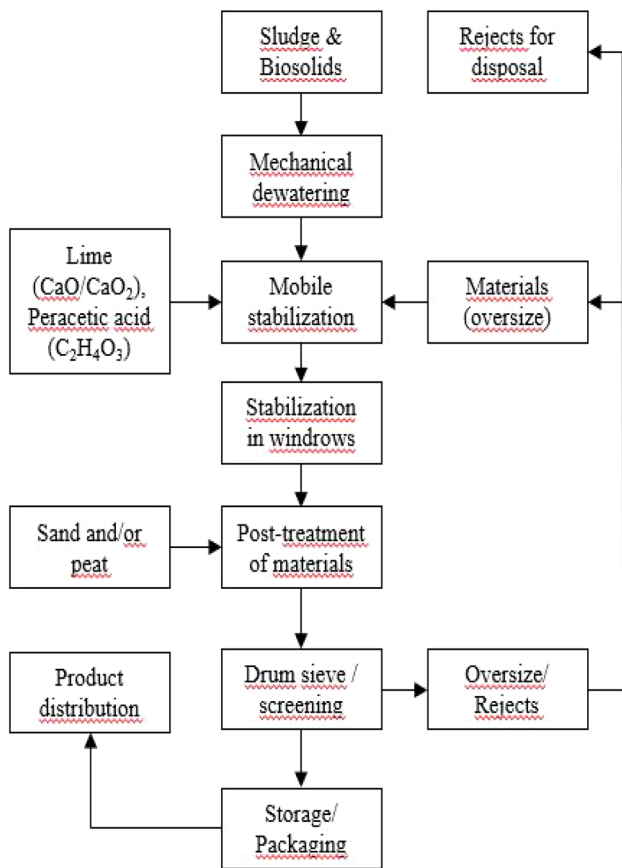 Sludge &
Biosolids
Rejects for
disposal
Mechanical
dewatering
Lime
(CaO/CaO₂),
Peracetic acid
(C₂H₄O₃)
Mobile
stabilization
Materials
(oversize)
Stabilization
in windrows
Sand and/or
peat
Post-treatment
of materials
Product
distribution
Drum sieve /
screening
Oversize/
Rejects
Storage/
Packaging